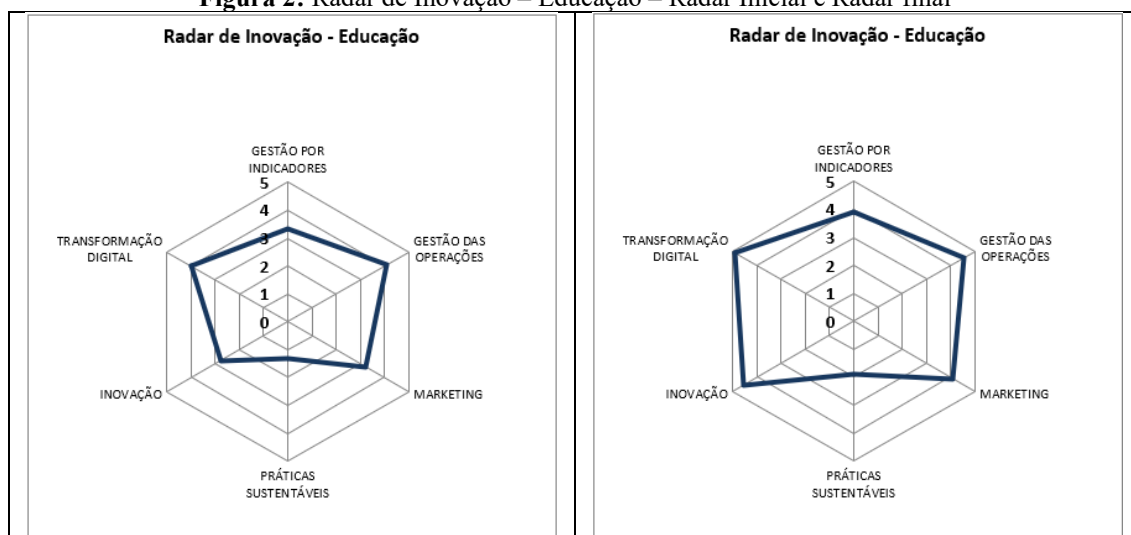 Figura 2: Radar de Inovação – Educação – Radar Inicial e Radar final
Radar de Inovação - Educação
GESTÃO POR
INDICADORES
5
4
3
2
1
0
TRANSFORMAÇÃO
DIGITAL
GESTÃO DAS
OPERAÇÕES
INOVAÇÃO
MARKETING
PRÁTICAS
SUSTENTÁVEIS
Radar de Inovação - Educação
GESTÃO POR
INDICADORES
5
4
3
2
1
0
TRANSFORMAÇÃO
DIGITAL
GESTÃO DAS
OPERAÇÕES
INOVAÇÃO
MARKETING
PRÁTICAS
SUSTENTÁVEIS